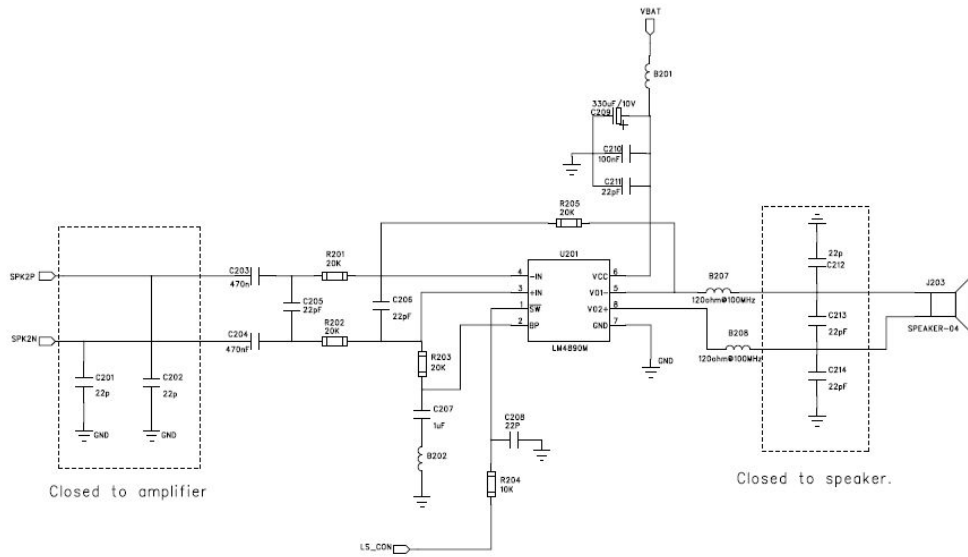 VBAT
B201
330uF/10V
C209
+
C210
100nF
C211
22pF
R205
20K
U201
SPK2P
C203
470n
R201
20K
4 -IN VCC 6
3 +IN VO1- 5
1 SW VO2+ 8
2 BP GND 7
LM4890M
C205
22pF
C206
22pF
SPK2N
C204
470nF
R202
20K
R203
20K
C201
22p
C202
22p
GND
GND
C207
1uF
B202
C208
22P
R204
10K
LS_CON
GND
B207
120ohm@100MHz
B208
120ohm@100MHz
22p
C212
C213
22pF
C214
22pF
J203
SPEAKER-04
Closed to amplifier
Closed to speaker.